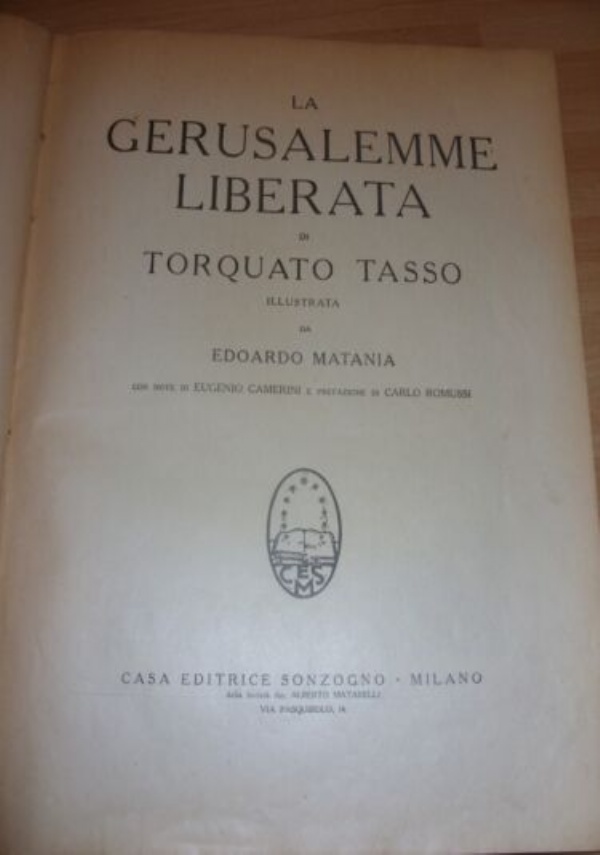 LA
GERUSALEMME
LIBERATA
DI
TORQUATO TASSO
ILLUSTRATA
DA
EDOARDO MATANIA
CON NOTE DI EUGENIO CAMERINI E PREFAZIONE DI CARLO ROMUSSI
CESM
CASA EDITRICE SONZOGNO - MILANO
della Società An. ALBERTO MATARELLI
VIA PASQUIROLO, 14